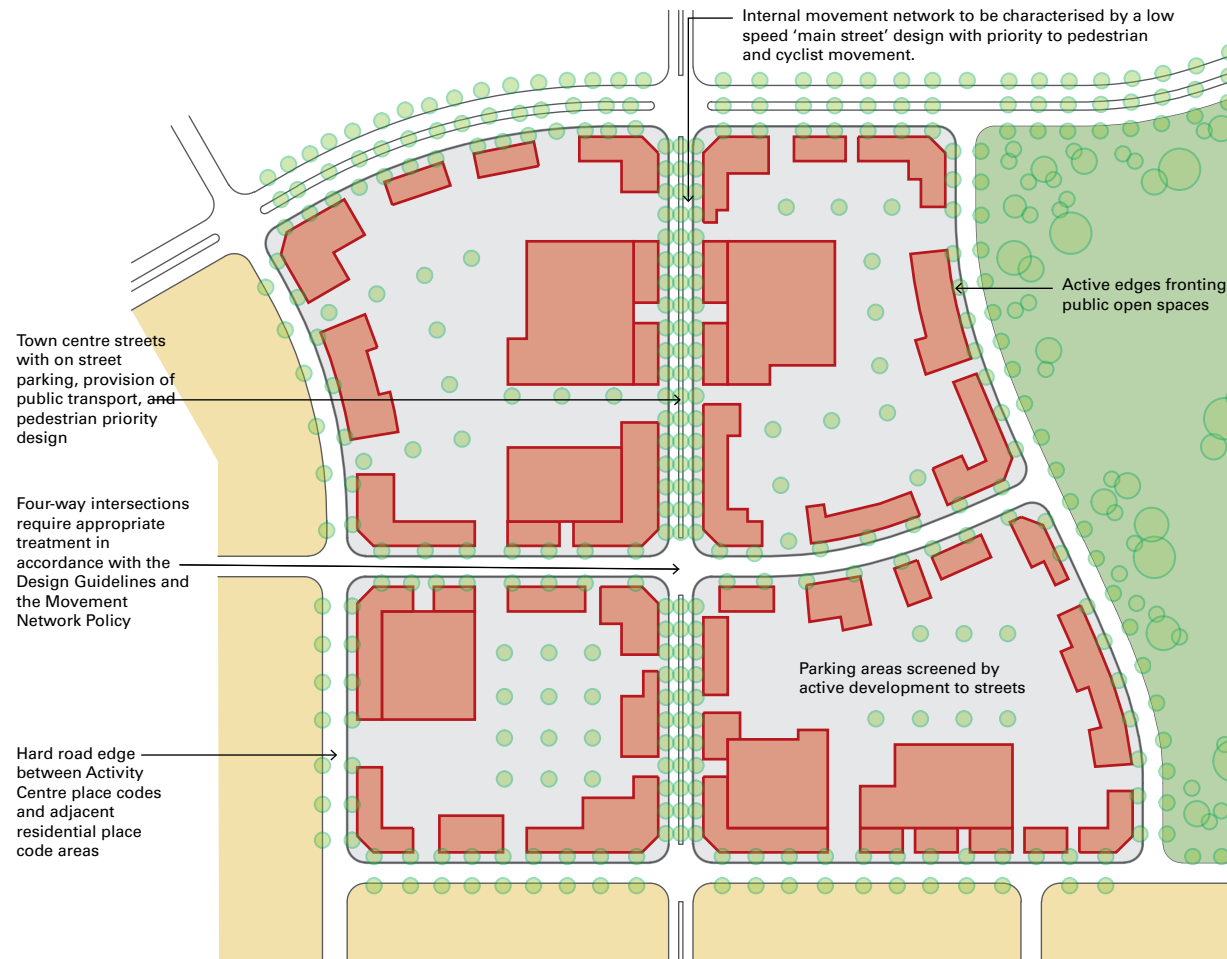 Internal movement network to be characterised by a low
speed ‘main street’ design with priority to pedestrian
and cyclist movement.
Active edges fronting
public open spaces
Town centre streets
with on street
parking, provision of
public transport, and
pedestrian priority
design
Four-way intersections
require appropriate
treatment in
accordance with the
Design Guidelines and
the Movement
Network Policy
Parking areas screened by
active development to streets
Hard road edge
between Activity
Centre place codes
and adjacent
residential place
code areas